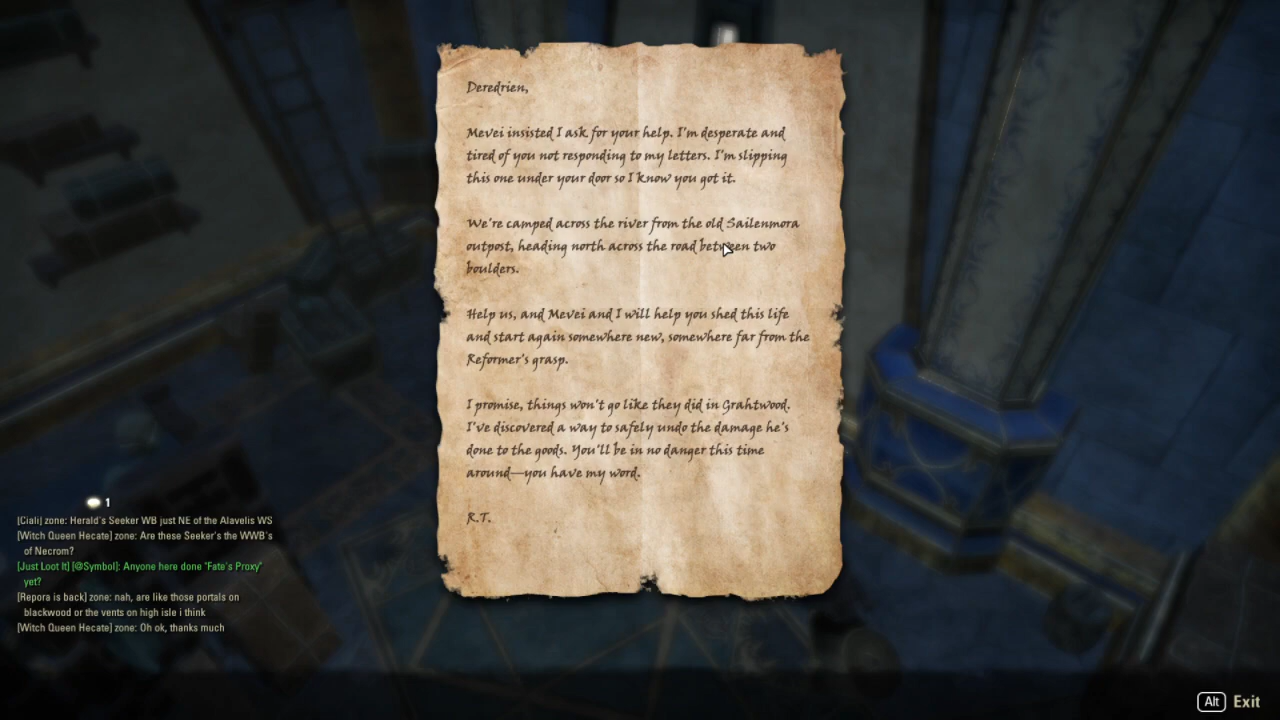 Deredrien,
Mevei insisted I ask for your help. I'm desperate and
tired of you not responding to my letters. I'm slipping
this one under your door so I know you got it.
We're camped across the river from the old Sailenmora
outpost, heading north across the road between two
boulders.
Help us, and Mevei and I will help you shed this life
and start again somewhere new, somewhere far from the
Reformer's grasp.
I promise, things won't go like they did in Grahtwood.
I've discovered a way to safely undo the damage he's
done to the goods. You'll be in no danger this time
around—you have my word.
R.T.
1
[Ciali] zone: Herald's Seeker WB just NE of the Alavelis WS
[Witch Queen Hecate] zone: Are these Seeker's the WWB's
of Necrom?
[Just Loot It] [@Symbol]: Anyone here done "Fate's Proxy"
yet?
[Repora is back] zone: nah, are like those portals on
blackwood or the vents on high isle i think
[Witch Queen Hecate] zone: Oh ok, thanks much
Alt Exit